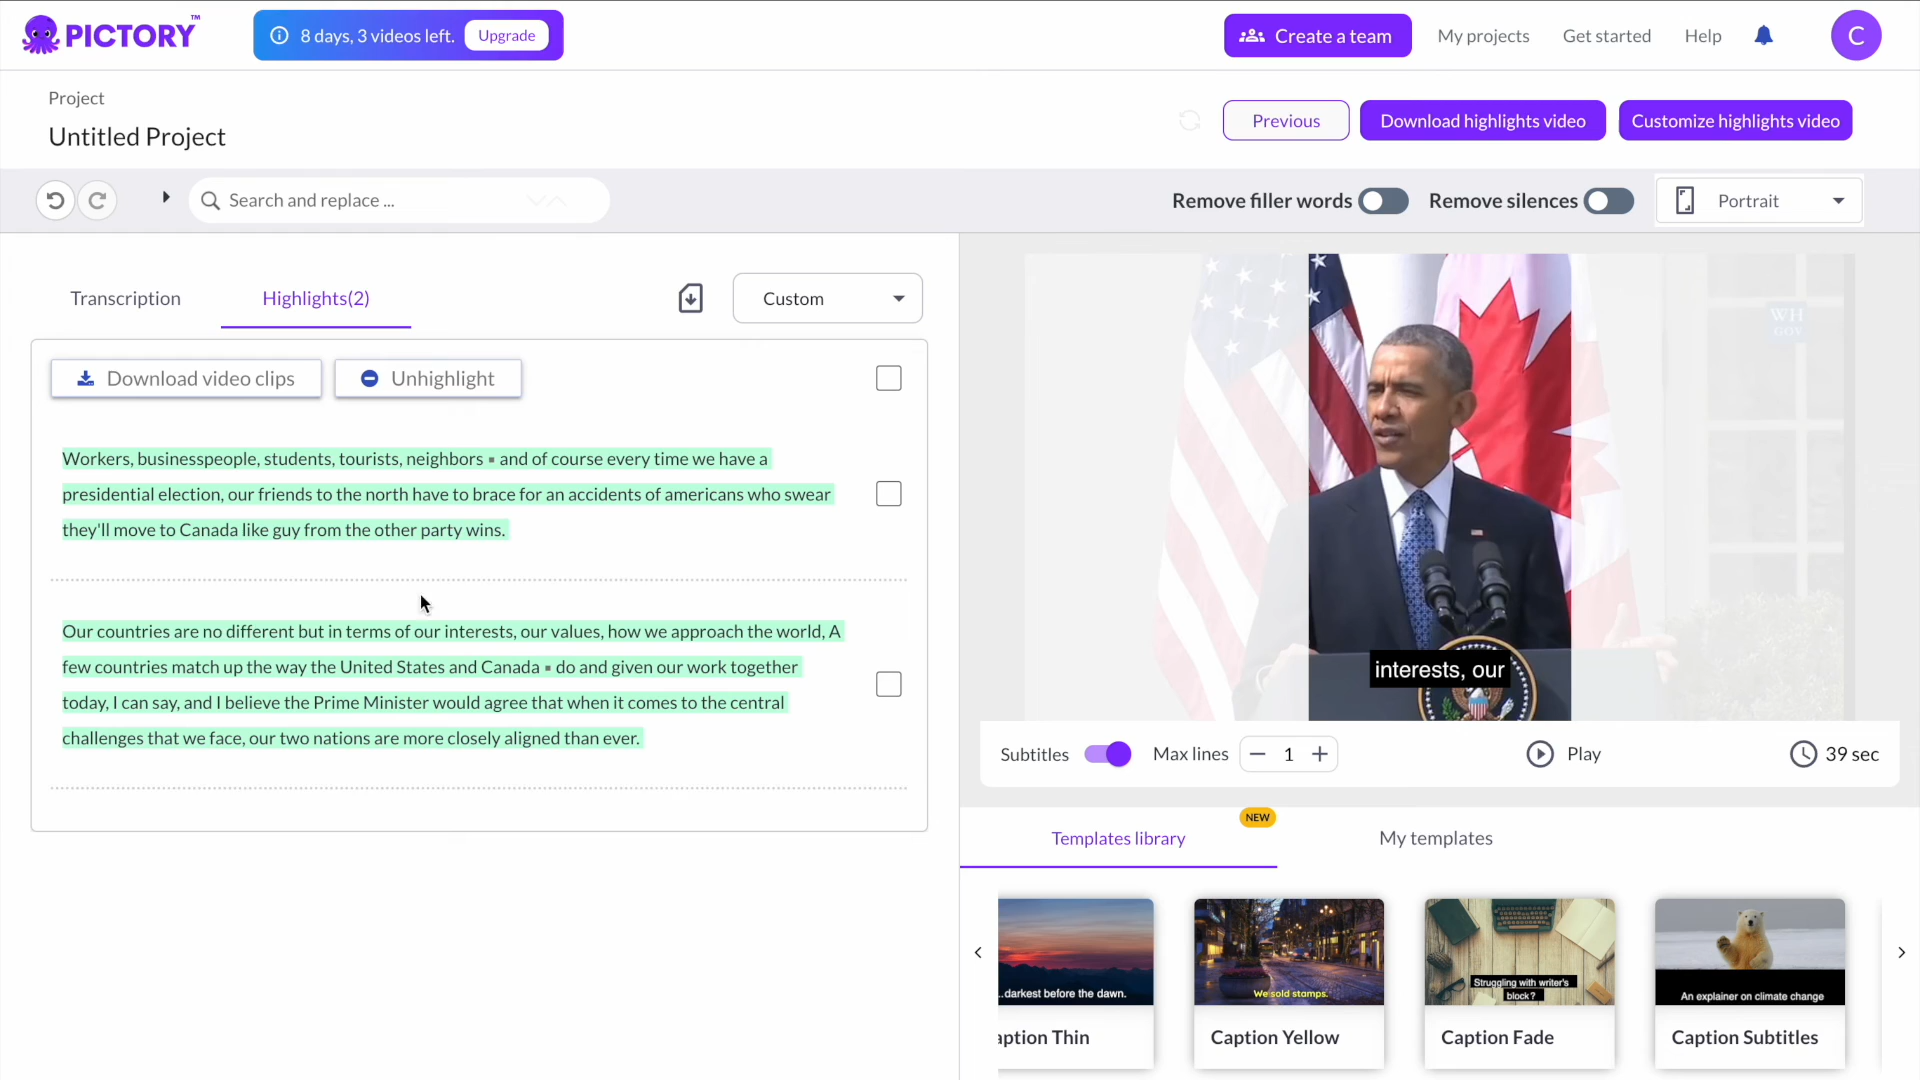 PICTORY™
8 days, 3 videos left.
Upgrade
Create a team
My projects
Get started
Help
C
Project
Untitled Project
Previous
Download highlights video
Customize highlights video
Search and replace ...
Remove filler words
Remove silences
Portrait
Transcription
Highlights(2)
Custom
Download video clips
Unhighlight
Workers, businesspeople, students, tourists, neighbors ▪ and of course every time we have a
presidential election, our friends to the north have to brace for an accidents of americans who swear
they'll move to Canada like guy from the other party wins.
Our countries are no different but in terms of our interests, our values, how we approach the world, A
few countries match up the way the United States and Canada ▪ do and given our work together
today, I can say, and I believe the Prime Minister would agree that when it comes to the central
challenges that we face, our two nations are more closely aligned than ever.
WH
GOV
interests, our
Subtitles
Max lines
1
Play
39 sec
NEW
Templates library
My templates
...darkest before the dawn.
aption Thin
We sold stamps.
Caption Yellow
Struggling with writer's
block?
Caption Fade
An explainer on climate change
Caption Subtitles